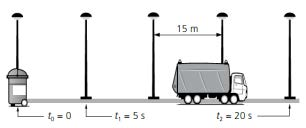 15 m
t₀ = 0
t₁ = 5 s
t₂ = 20 s